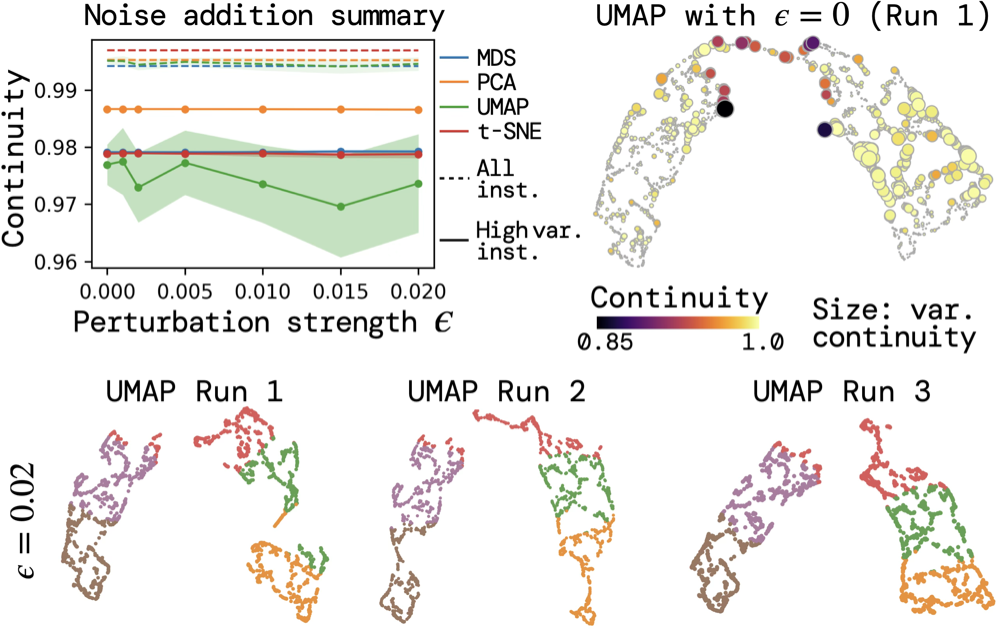 Noise addition summary
Continuity
0.99
0.98
0.97
0.96
0.000 0.005 0.010 0.015 0.020
Perturbation strength ϵ
MDS
PCA
UMAP
t-SNE
All
inst.
High var.
inst.
UMAP with ϵ = 0 (Run 1)
Continuity
0.85 1.0
Size: var.
continuity
UMAP Run 1
UMAP Run 2
UMAP Run 3
ϵ = 0.02